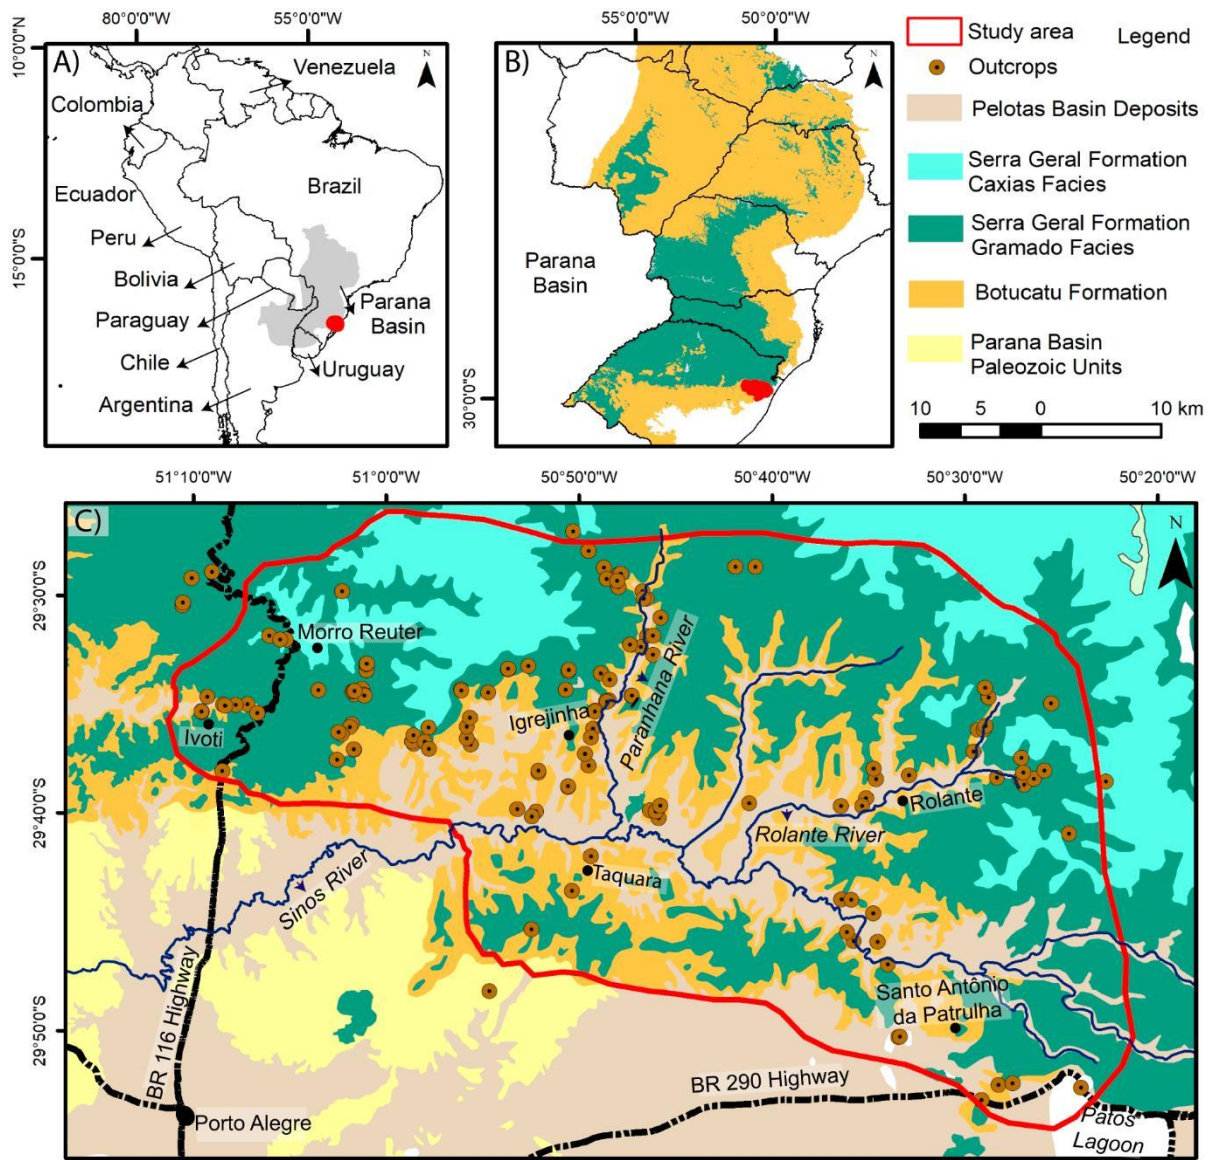 80°0'0"W
55°0'0"W
10°0'0"N
15°0'0"S
A)
N
Venezuela
Colombia
Ecuador
Brazil
Peru
Bolivia
Paraguay
Parana
Basin
Chile
Uruguay
Argentina
55°0'0"W
50°0'0"W
30°0'0"S
B)
N
Parana
Basin
Study area
Legend
Outcrops
Pelotas Basin Deposits
Serra Geral Formation
Caxias Facies
Serra Geral Formation
Gramado Facies
Botucatu Formation
Parana Basin
Paleozoic Units
10 5 0 10 km
51°10'0"W
51°0'0"W
50°50'0"W
50°40'0"W
50°30'0"W
50°20'0"W
29°30'0"S
29°40'0"S
29°50'0"S
C)
N
Morro Reuter
Ivoti
Igrejinha
Paranhana River
Rolante
Rolante River
Taquara
Sinos River
Santo Antônio
da Patrulha
BR 116 Highway
BR 290 Highway
Porto Alegre
Patos
Lagoon